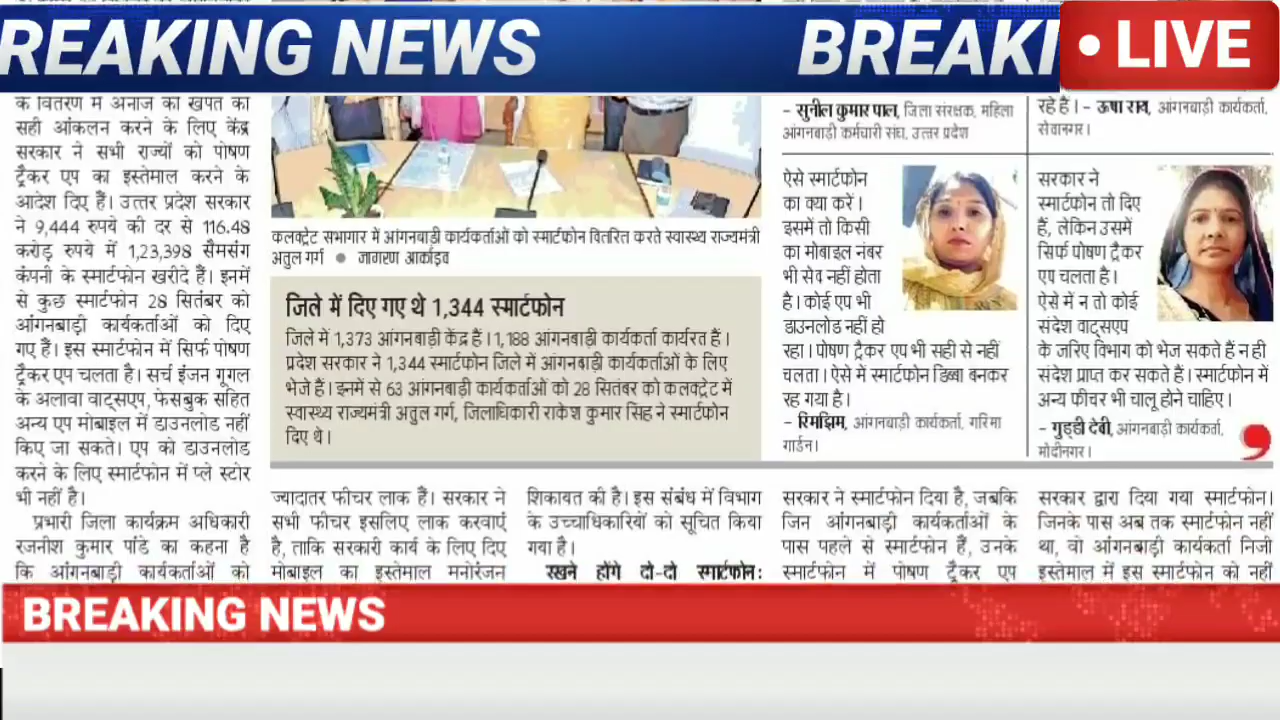 REAKING NEWS
BREAKI
LIVE
के वितरण में अनाज की खपत का
सही आंकलन करने के लिए केंद्र
सरकार ने सभी राज्यों को पोषण
ट्रैकर एप का इस्तेमाल करने के
आदेश दिए हैं। उत्तर प्रदेश सरकार
ने 9,444 रुपये की दर से 116.48
करोड़ रुपये में 1,23,398 सैमसंग
कंपनी के स्मार्टफोन खरीदे हैं। इनमें
से कुछ स्मार्टफोन 28 सितंबर को
आंगनबाड़ी कार्यकर्ताओं को दिए
गए हैं। इस स्मार्टफोन में सिर्फ पोषण
ट्रैकर एप चलता है। सर्च इंजन गूगल
के अलावा वाट्सएप, फेसबुक सहित
अन्य एप मोबाइल में डाउनलोड नहीं
किए जा सकते। एप को डाउनलोड
करने के लिए स्मार्टफोन में प्ले स्टोर
भी नहीं है।
प्रभारी जिला कार्यक्रम अधिकारी
रजनीश कुमार पांडे का कहना है
कि आंगनबाड़ी कार्यकर्ताओं को
कलक्ट्रेट सभागार में आंगनबाड़ी कार्यकर्ताओं को स्मार्टफोन वितरित करते स्वास्थ्य राज्यमंत्री
अतुल गर्ग ● जागरण आर्काइव
जिले में दिए गए थे 1,344 स्मार्टफोन
जिले में 1,373 आंगनबाड़ी केंद्र हैं। 1,188 आंगनबाड़ी कार्यकर्ता कार्यरत हैं।
प्रदेश सरकार ने 1,344 स्मार्टफोन जिले में आंगनबाड़ी कार्यकर्ताओं के लिए
भेजे हैं। इनमें से 63 आंगनबाड़ी कार्यकर्ताओं को 28 सितंबर को कलक्ट्रेट में
स्वास्थ्य राज्यमंत्री अतुल गर्ग, जिलाधिकारी राकेश कुमार सिंह ने स्मार्टफोन
दिए थे।
ज्यादातर फीचर लाक हैं। सरकार ने
सभी फीचर इसलिए लाक करवाएं
है, ताकि सरकारी कार्य के लिए दिए
मोबाइल का इस्तेमाल मनोरंजन
शिकायत की है। इस संबंध में विभाग
के उच्चाधिकारियों को सूचित किया
गया है।
रखने होंगे दो-दो स्मार्टफोन:
– सुनील कुमार पाल, जिला संरक्षक, महिला
आंगनबाड़ी कर्मचारी संघ, उत्तर प्रदेश
ऐसे स्मार्टफोन
का क्या करें।
इसमें तो किसी
का मोबाइल नंबर
भी सेव नहीं होता
है। कोई एप भी
डाउनलोड नहीं हो
रहा। पोषण ट्रैकर एप भी सही से नहीं
चलता। ऐसे में स्मार्टफोन डिब्बा बनकर
रह गया है।
– रिमझिम, आंगनबाड़ी कार्यकर्ता, गरिमा
गार्डन।
रहे हैं। – ऊषा राय, आंगनबाड़ी कार्यकर्ता,
सेवानगर।
सरकार ने
स्मार्टफोन तो दिए
हैं, लेकिन उसमें
सिर्फ पोषण ट्रैकर
एप चलता है।
ऐसे में न तो कोई
संदेश वाट्सएप
के जरिए विभाग को भेज सकते हैं न ही
संदेश प्राप्त कर सकते हैं। स्मार्टफोन में
अन्य फीचर भी चालू होने चाहिए।
– गुड्डी देवी, आंगनबाड़ी कार्यकर्ता,
मोदीनगर।
सरकार ने स्मार्टफोन दिया है, जबकि
जिन आंगनबाड़ी कार्यकर्ताओं के
पास पहले से स्मार्टफोन हैं, उनके
स्मार्टफोन में पोषण ट्रैकर एप
सरकार द्वारा दिया गया स्मार्टफोन।
जिनके पास अब तक स्मार्टफोन नहीं
था, वो आंगनबाड़ी कार्यकर्ता निजी
इस्तेमाल में इस स्मार्टफोन को नहीं
BREAKING NEWS